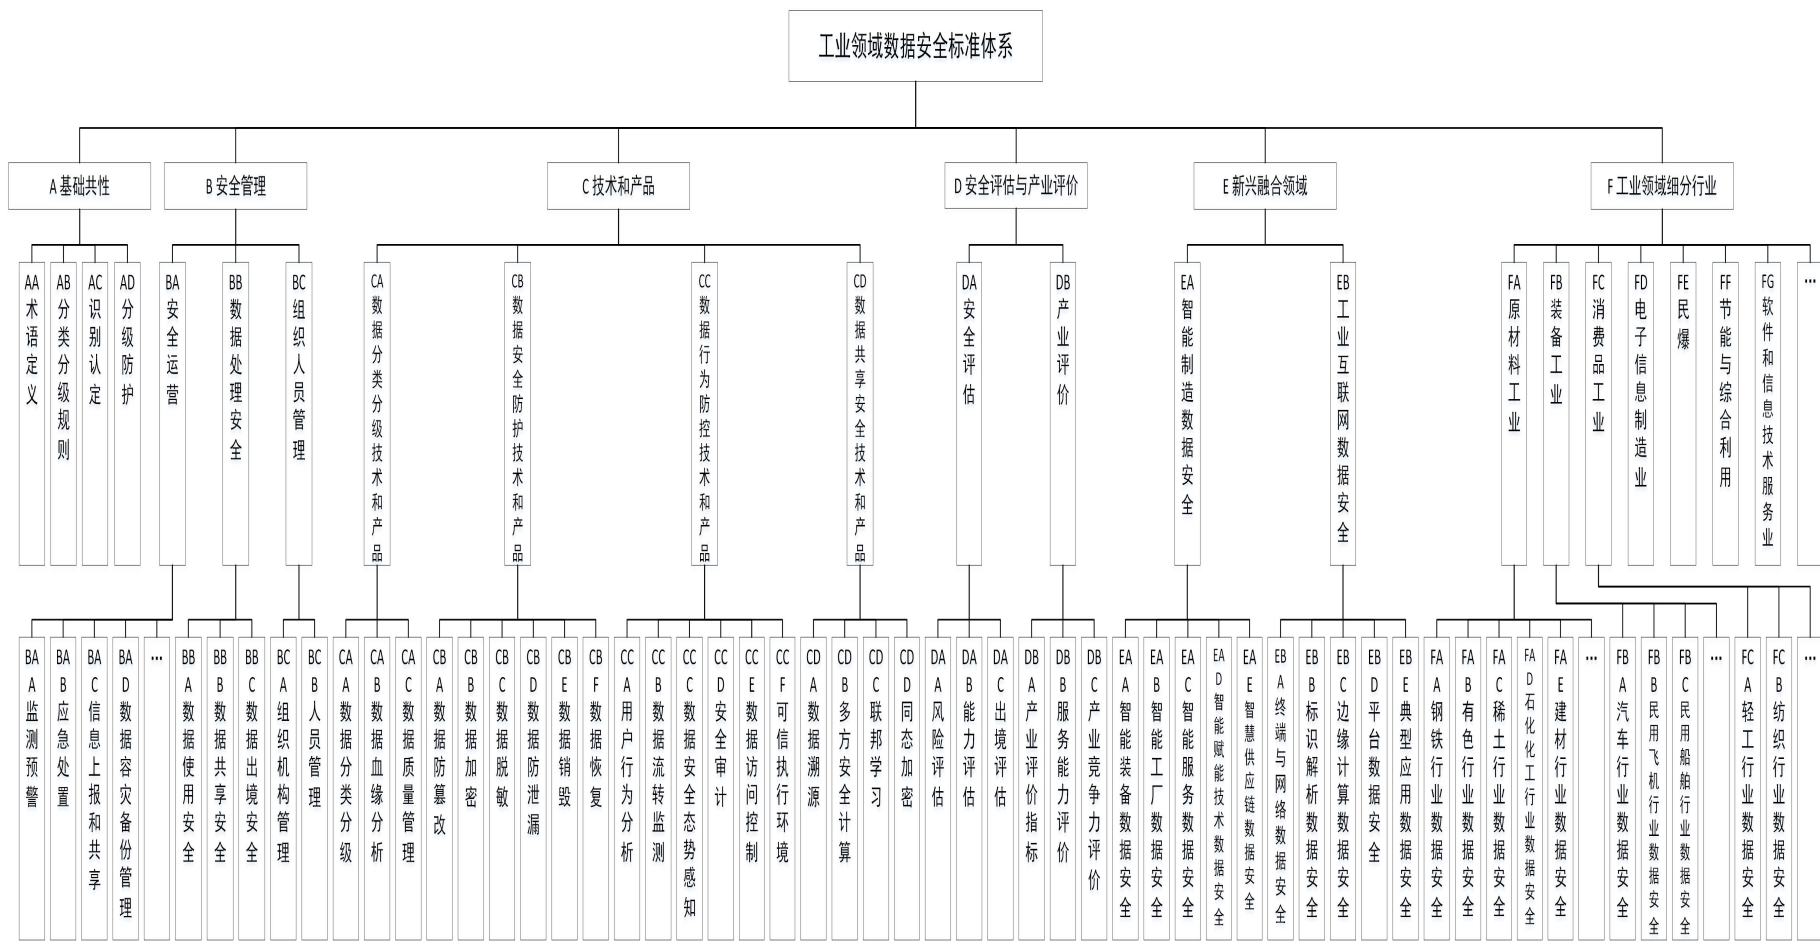 工业领域数据安全标准体系
A 基础共性
B 安全管理
C 技术和产品
D 安全评估与产业评价
E 新兴融合领域
F 工业领域细分行业
AA术语定义
AB分类分级规则
AC识别认定
AD分级防护
BA安全运营
BB数据处理安全
BC组织人员管理
CA数据分类分级技术和产品
CB数据安全防护技术和产品
CC数据行为防控技术和产品
CD数据共享安全技术和产品
DA安全评估
DB产业评价
EA智能制造数据安全
EB工业互联网数据安全
FA原材料工业
FB装备工业
FC消费品工业
FD电子信息制造业
FE民爆
FF节能与综合利用
FG软件和信息技术服务业
…
BAA监测预警
BAB应急处置
BAC信息上报和共享
BAD数据容灾备份管理
…
BBA数据使用安全
BBB数据共享安全
BBC数据出境安全
BCA组织机构管理
BCB人员管理
CAA数据分类分级
CAB数据血缘分析
CAC数据质量管理
CBA数据防篡改
CBB数据加密
CBC数据脱敏
CBD数据防泄漏
CBE数据销毁
CBF数据恢复
CCA用户行为分析
CCB数据流转监测
CCC数据安全态势感知
CCD安全审计
CCE数据访问控制
CCF可信执行环境
CDA数据溯源
CDB多方安全计算
CDC联邦学习
CDD同态加密
DAA风险评估
DAB能力评估
DAC出境评估
DBA产业评价指标
DBB服务能力评价
DBC产业竞争力评价
EAA智能装备数据安全
EAB智能工厂数据安全
EAC智能服务数据安全
EAD智能赋能技术数据安全
EAE智慧供应链数据安全
EBA终端与网络数据安全
EBB标识解析数据安全
EBC边缘计算数据安全
EBD平台数据安全
EBE典型应用数据安全
FAA钢铁行业数据安全
FAB有色行业数据安全
FAC稀土行业数据安全
FAD石化化工行业数据安全
FAE建材行业数据安全
…
FBA汽车行业数据安全
FBB民用飞机行业数据安全
FBC民用船舶行业数据安全
…
FCA轻工行业数据安全
FCB纺织行业数据安全
…